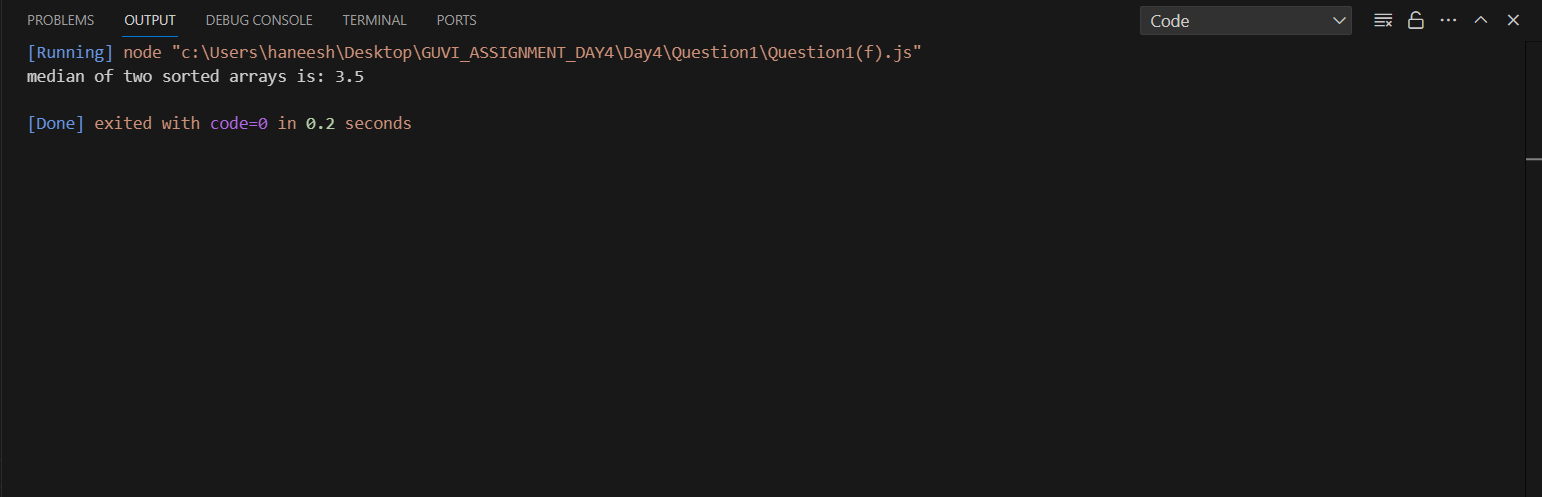 PROBLEMS OUTPUT DEBUG CONSOLE TERMINAL PORTS Code
[Running] node "c:\Users\haneesh\Desktop\GUVI_ASSIGNMENT_DAY4\Day4\Question1\Question1(f).js"
median of two sorted arrays is: 3.5
[Done] exited with code=0 in 0.2 seconds